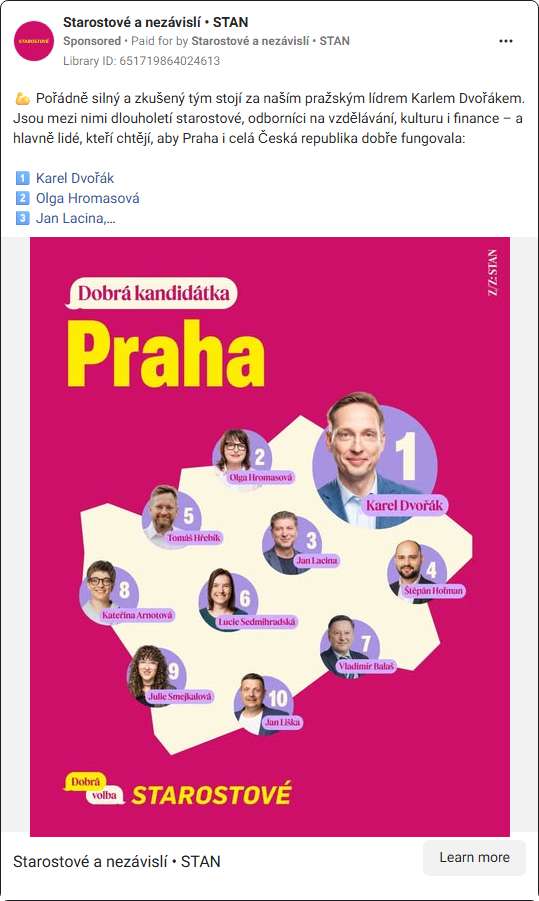 Starostové a nezávislí • STAN
Sponsored • Paid for by Starostové a nezávislí • STAN
Library ID: 651719864024613
💪 Pořádně silný a zkušený tým stojí za naším pražským lídrem Karlem Dvořákem.
Jsou mezi nimi dlouholetí starostové, odborníci na vzdělávání, kulturu i finance – a
hlavně lidé, kteří chtějí, aby Praha i celá Česká republika dobře fungovala:
1️⃣ Karel Dvořák
2️⃣ Olga Hromasová
3️⃣ Jan Lacina,...
Z/Z: STAN
Dobrá kandidátka
Praha
1
Karel Dvořák
2
Olga Hromasová
5
Tomáš Hřebík
3
Jan Lacina
4
Štěpán Hofman
8
Kateřina Arnotová
6
Lucie Sedmihradská
7
Vladimír Balaš
9
Julie Smejkalová
10
Jan Liška
Dobrá
volba
STAROSTOVÉ
Starostové a nezávislí • STAN
Learn more